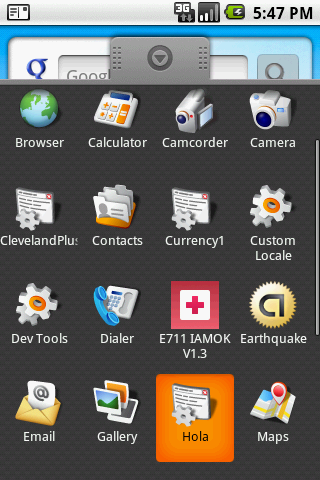 3G 5:47 PM
g Google
Browser Calculator Camcorder Camera
ClevelandPlus Contacts Currency1 Custom
Locale
Dev Tools Dialer E711 IAMOK Earthquake
V1.3
Email Gallery Hola Maps